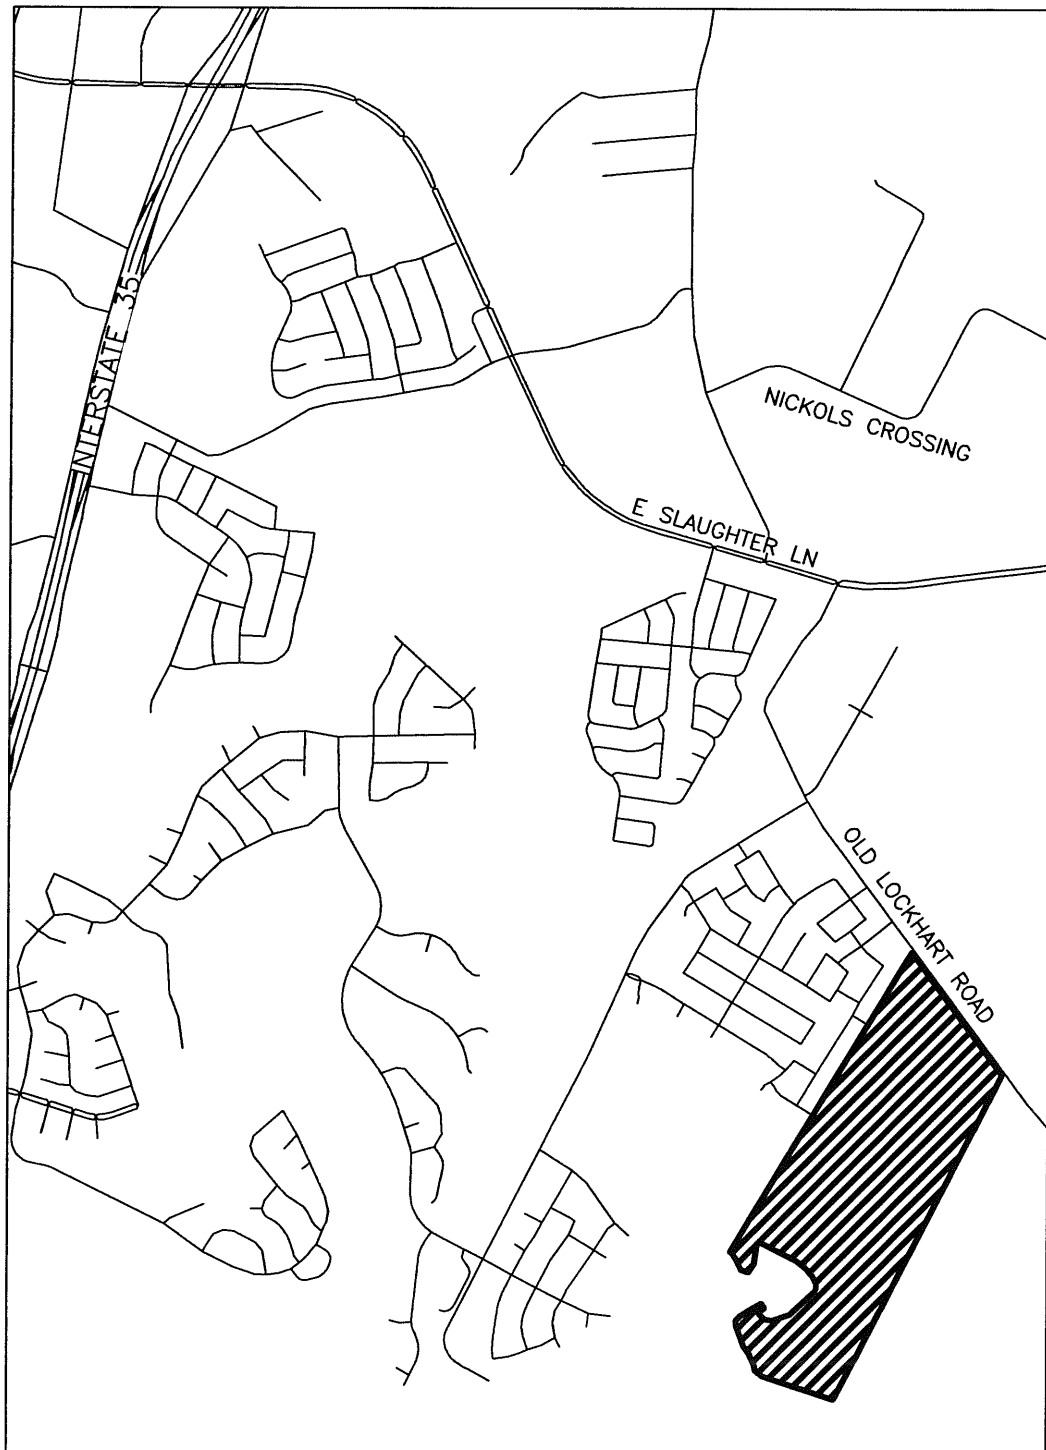 INTERSTATE 35
NICKOLS CROSSING
E SLAUGHTER LN
OLD LOCKHART ROAD